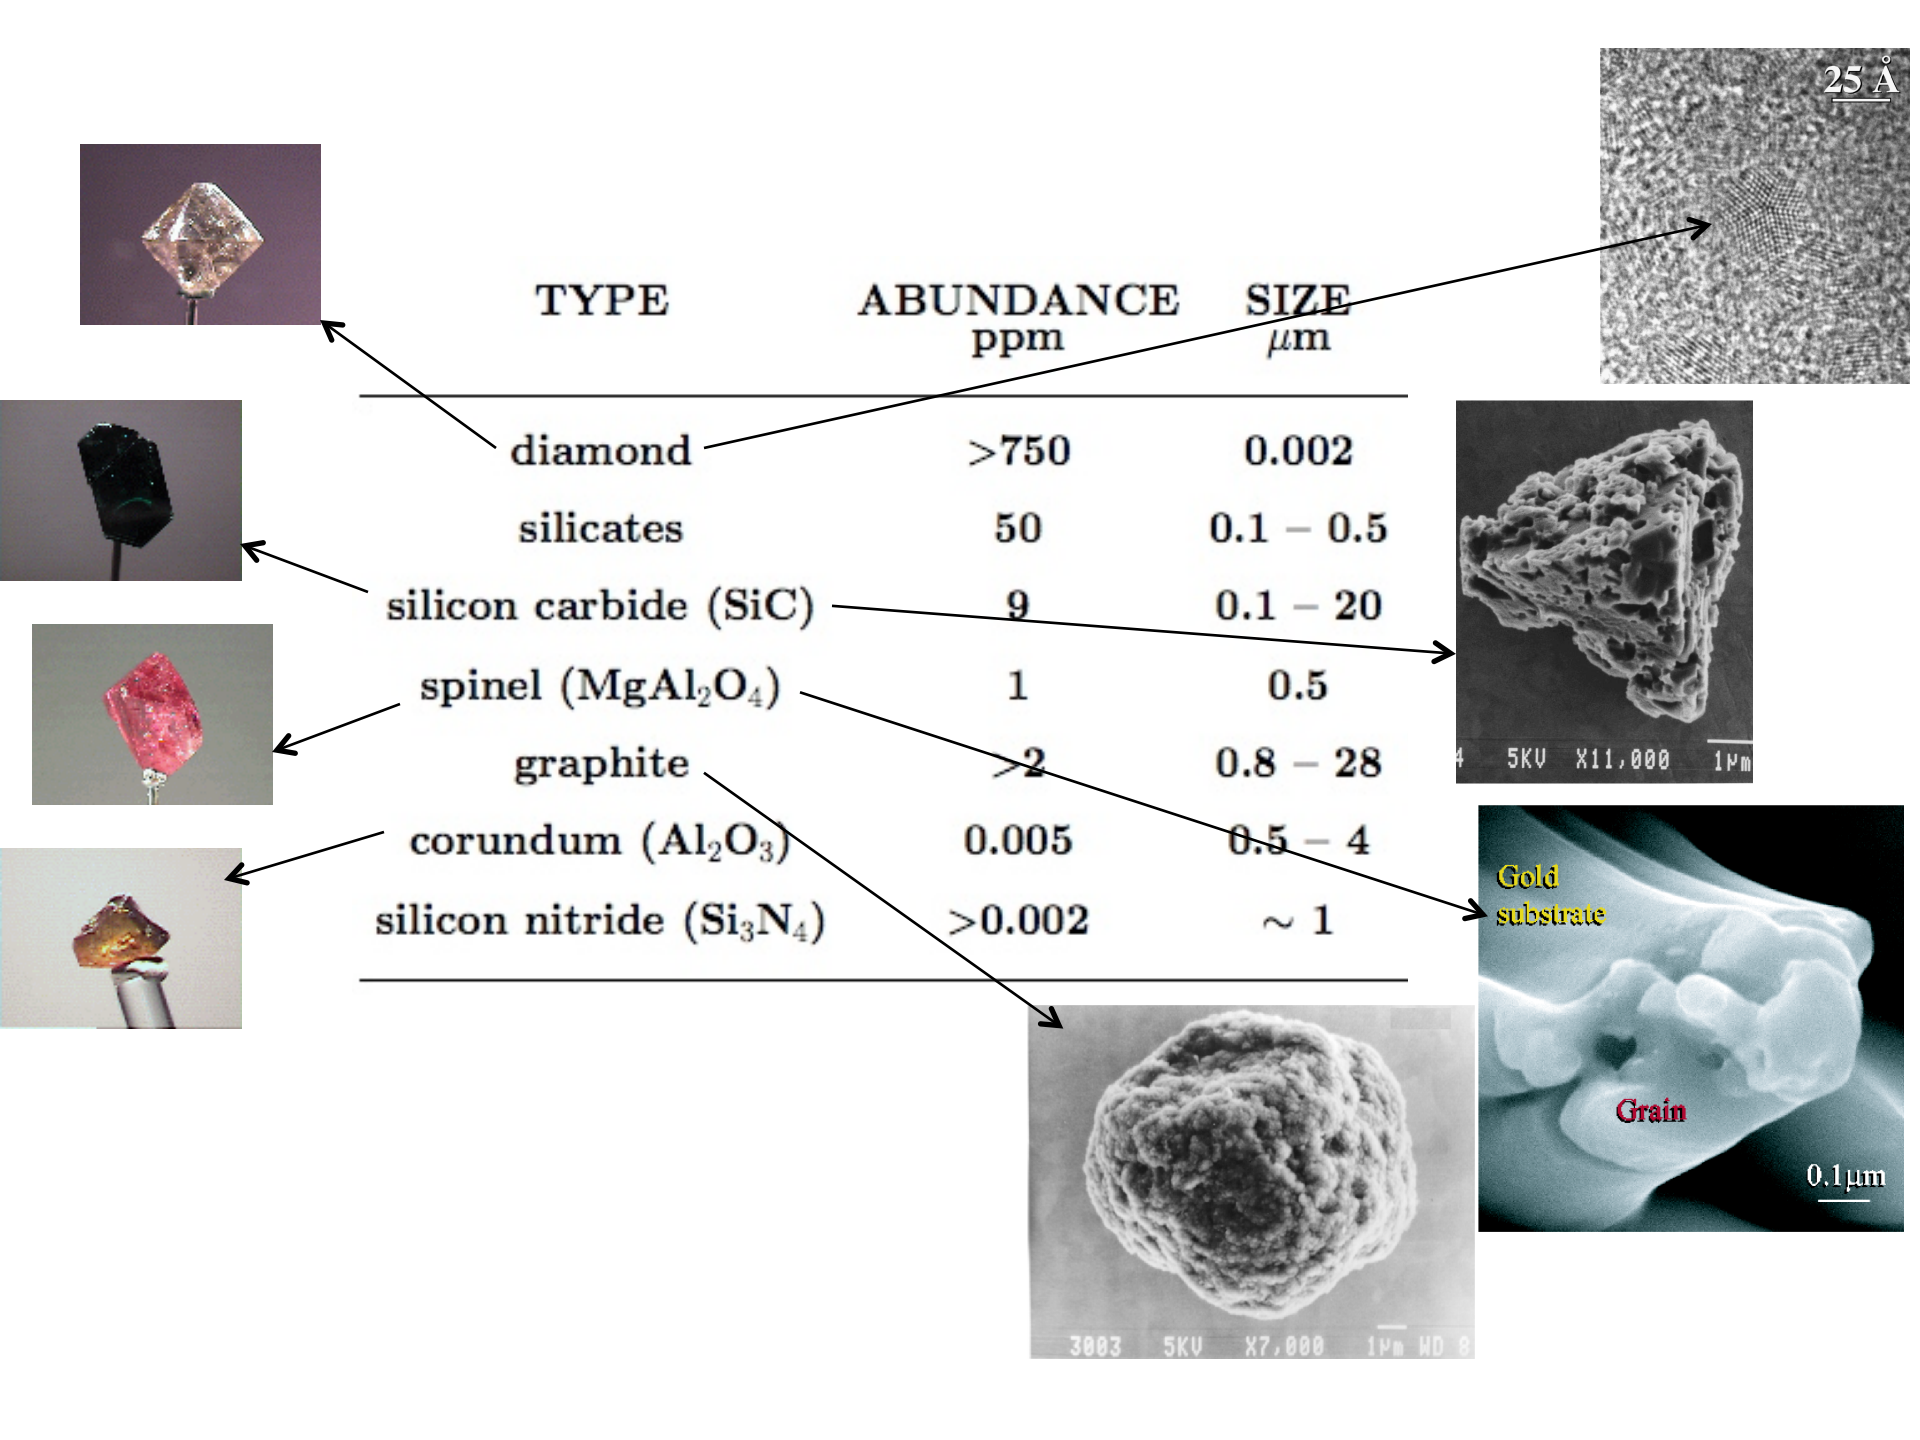 25 Å
TYPE ABUNDANCE SIZE
ppm μm
diamond >750 0.002
silicates 50 0.1 – 0.5
silicon carbide (SiC) 9 0.1 – 20
spinel (MgAl₂O₄) 1 0.5
graphite >2 0.8 – 28
corundum (Al₂O₃) 0.005 0.5 – 4
silicon nitride (Si₃N₄) >0.002 ~ 1
4 5KV X11,000 1μm
Gold
substrate
Grain
0.1μm
3003 5KV X7,000 1μm WD 8